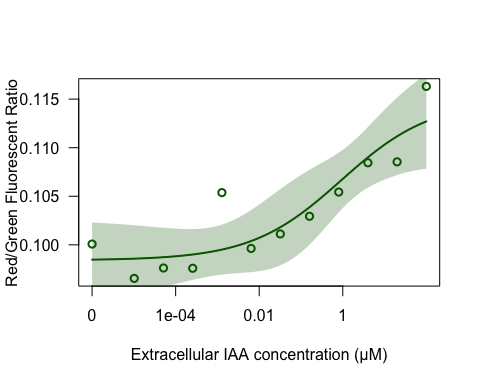 Red/Green Fluorescent Ratio
0.115
0.110
0.105
0.100
0 1e-04 0.01 1
Extracellular IAA concentration (µM)